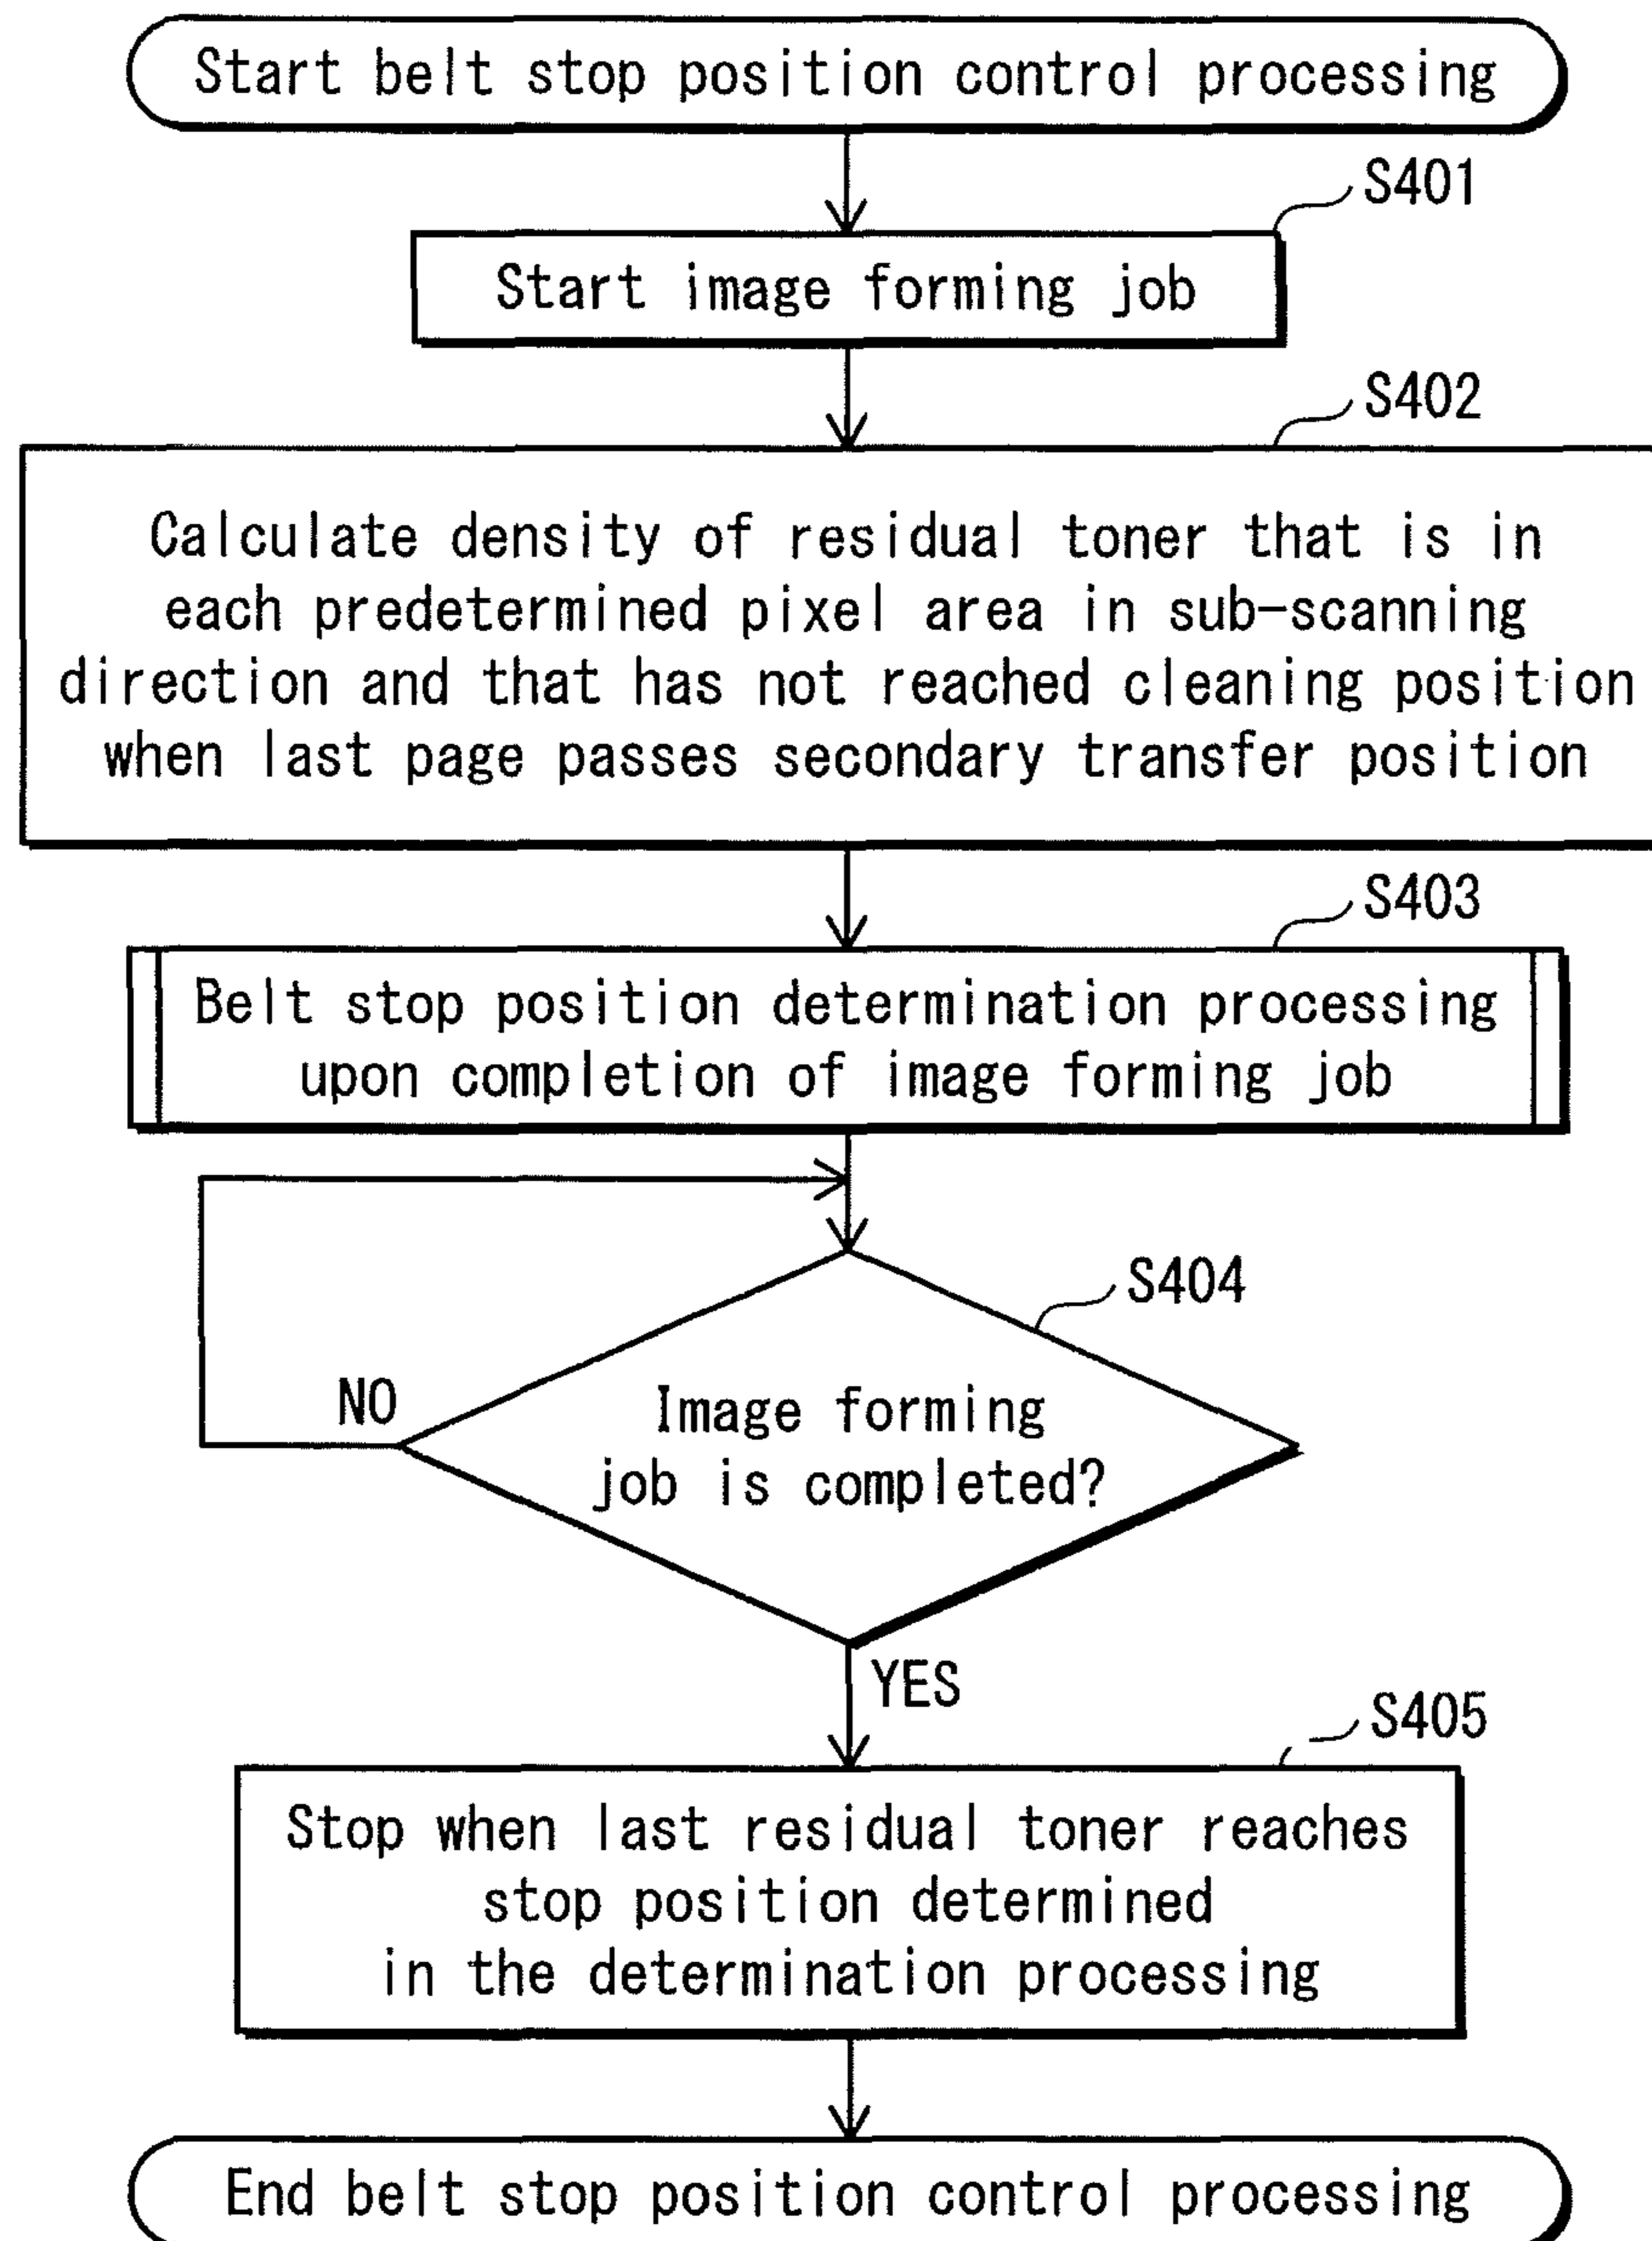 Start belt stop position control processing
S401
Start image forming job
S402
Calculate density of residual toner that is in
each predetermined pixel area in sub-scanning
direction and that has not reached cleaning position
when last page passes secondary transfer position
S403
Belt stop position determination processing
upon completion of image forming job
S404
NO
Image forming
job is completed?
YES
S405
Stop when last residual toner reaches
stop position determined
in the determination processing
End belt stop position control processing